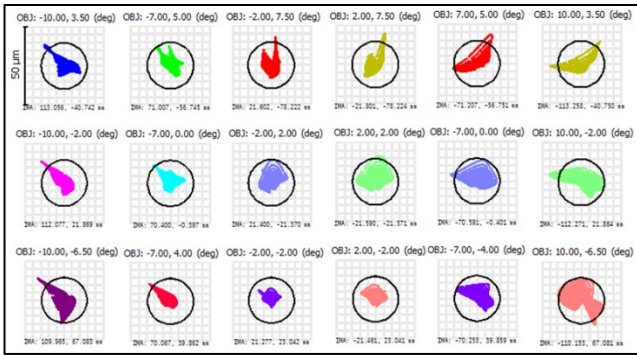 OBJ: -10.00, 3.50 (deg) OBJ: -7.00, 5.00 (deg) OBJ: -2.00, 7.50 (deg) OBJ: 2.00, 7.50 (deg) OBJ: 7.00, 5.00 (deg) OBJ: 10.00, 3.50 (deg)
50 µm
IMA: 113.056, -40.742 mm IMA: 71.007, -56.745 mm IMA: 21.602, -78.222 mm IMA: -21.801, -78.224 mm IMA: -71.207, -56.751 mm IMA: -113.258, -40.750 mm
OBJ: -10.00, -2.00 (deg) OBJ: -7.00, 0.00 (deg) OBJ: -2.00, 2.00 (deg) OBJ: 2.00, 2.00 (deg) OBJ: -7.00, 0.00 (deg) OBJ: 10.00, -2.00 (deg)
IMA: 112.077, 21.869 mm IMA: 70.400, -0.397 mm IMA: 21.400, -21.370 mm IMA: -21.590, -21.371 mm IMA: -70.591, -0.401 mm IMA: -112.271, 21.864 mm
OBJ: -10.00, -6.50 (deg) OBJ: -7.00, 4.00 (deg) OBJ: -2.00, -2.00 (deg) OBJ: 2.00, -2.00 (deg) OBJ: -7.00, -4.00 (deg) OBJ: 10.00, -6.50 (deg)
IMA: 109.965, 67.083 mm IMA: 70.067, 39.862 mm IMA: 21.277, 23.042 mm IMA: -21.461, 23.041 mm IMA: -70.253, 39.859 mm IMA: -110.153, 67.081 mm